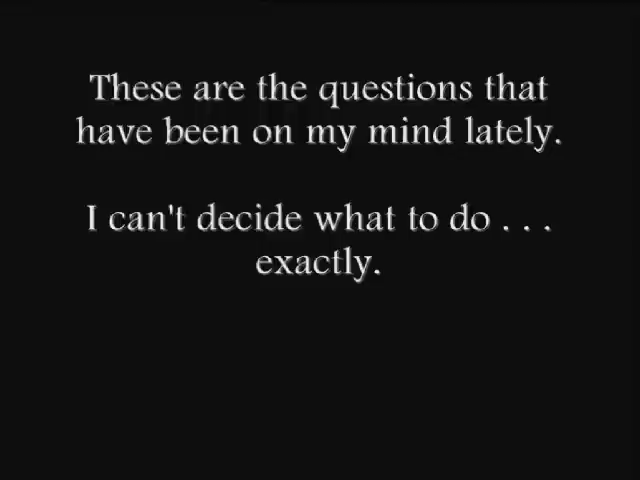 These are the questions that
have been on my mind lately.
I can't decide what to do . . .
exactly.